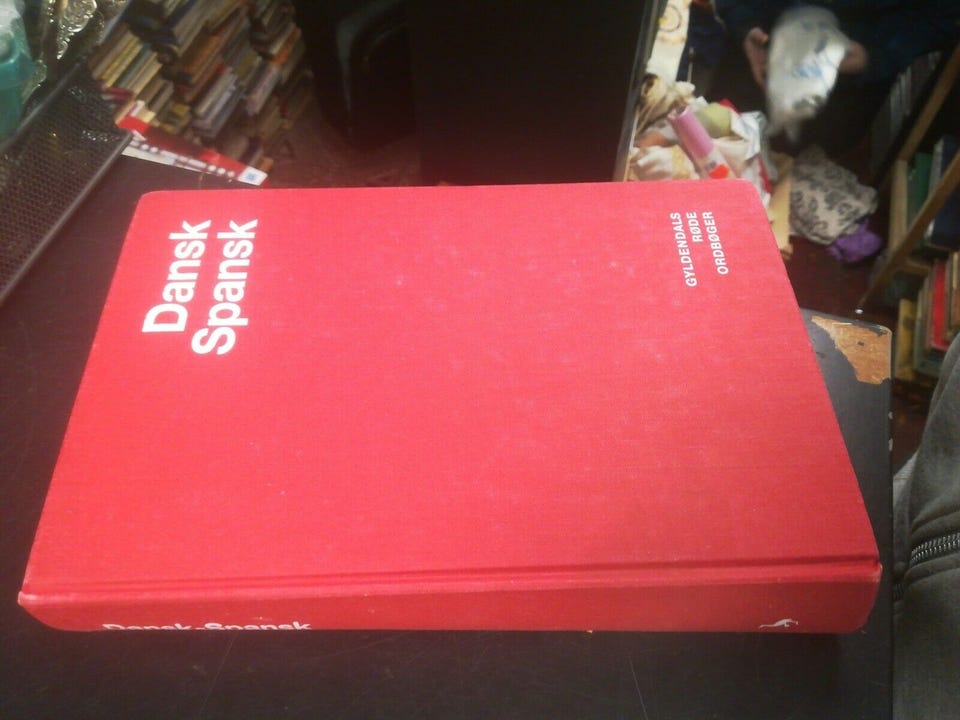 Dansk
Spansk
GYLDENDALS
RØDE
ORDBØGER
Dansk-Spansk